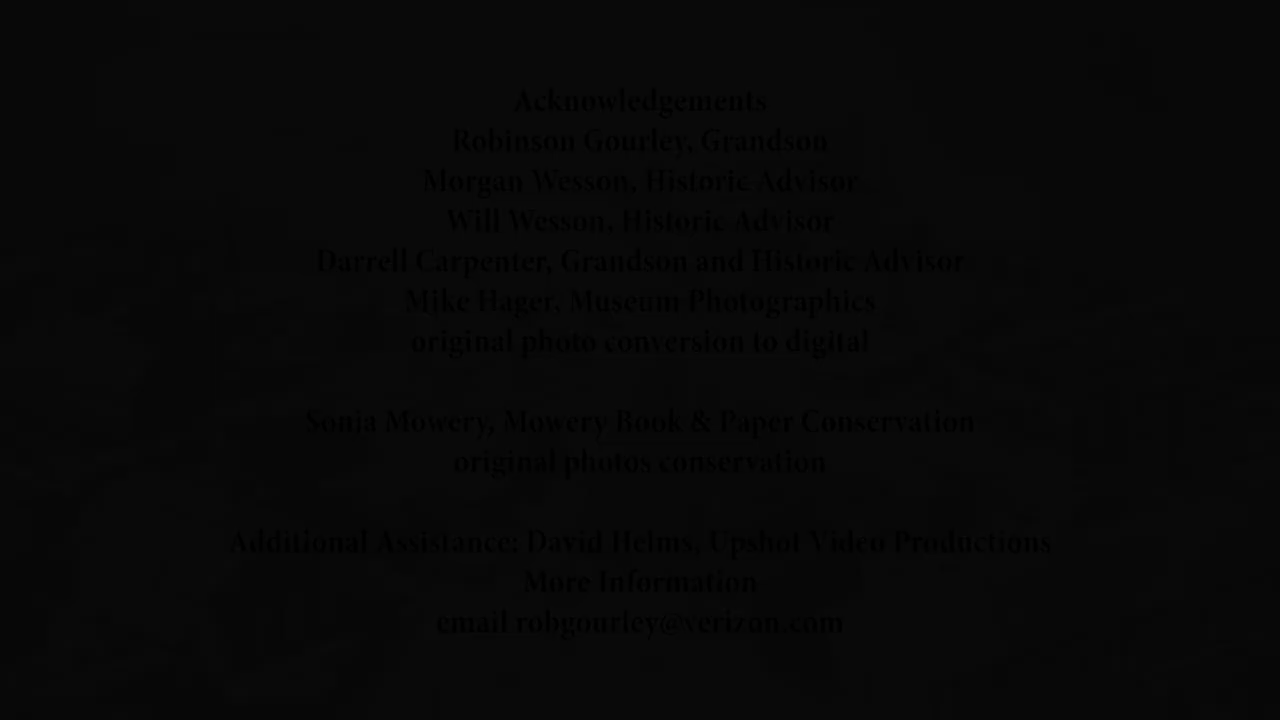 Acknowledgements
Robinson Gourley, Grandson
Morgan Wesson, Historic Advisor
Will Wesson, Historic Advisor
Darrell Carpenter, Grandson and Historic Advisor
Mike Hager, Museum Photographics
original photo conversion to digital
Sonja Mowery, Mowery Book & Paper Conservation
original photos conservation
Additional Assistance: David Helms, Upshot Video Productions
More Information
email robgourley@verizon.com